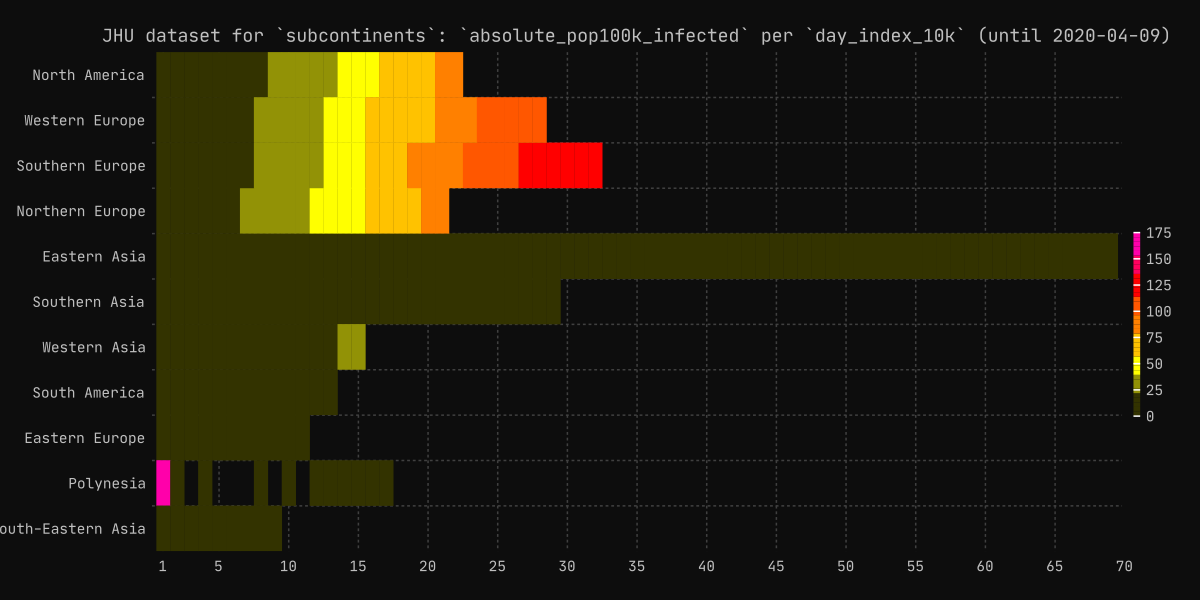 JHU dataset for `subcontinents`: `absolute_pop100k_infected` per `day_index_10k` (until 2020-04-09)
North America
Western Europe
Southern Europe
Northern Europe
Eastern Asia
Southern Asia
Western Asia
South America
Eastern Europe
Polynesia
outh-Eastern Asia
1 5 10 15 20 25 30 35 40 45 50 55 60 65 70
175
150
125
100
75
50
25
0